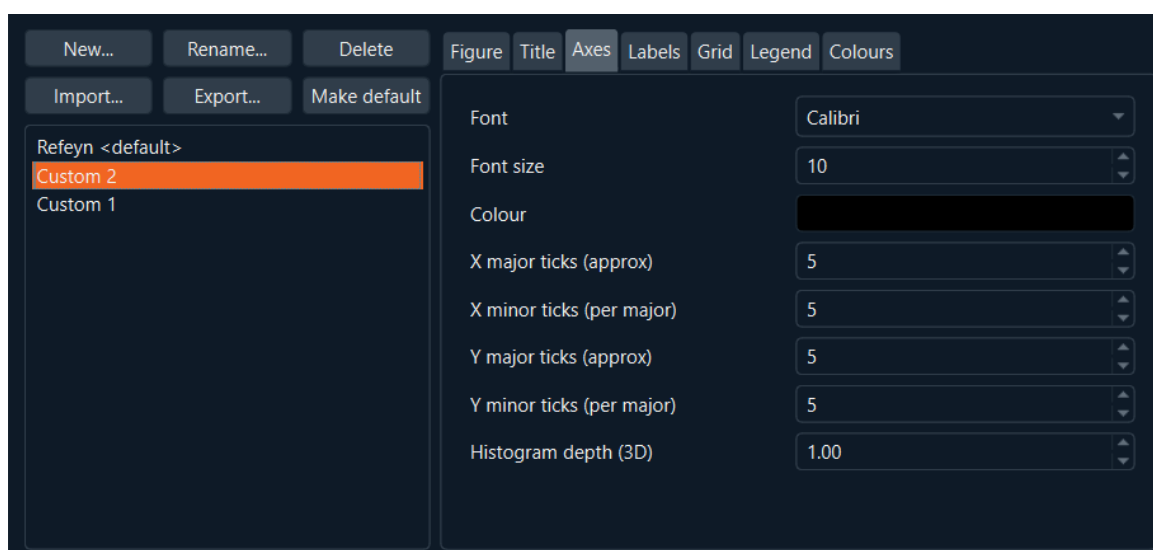 New... Rename... Delete
Import... Export... Make default
Refeyn <default>
Custom 2
Custom 1
Figure Title Axes Labels Grid Legend Colours
Font Calibri
Font size 10
Colour
X major ticks (approx) 5
X minor ticks (per major) 5
Y major ticks (approx) 5
Y minor ticks (per major) 5
Histogram depth (3D) 1.00